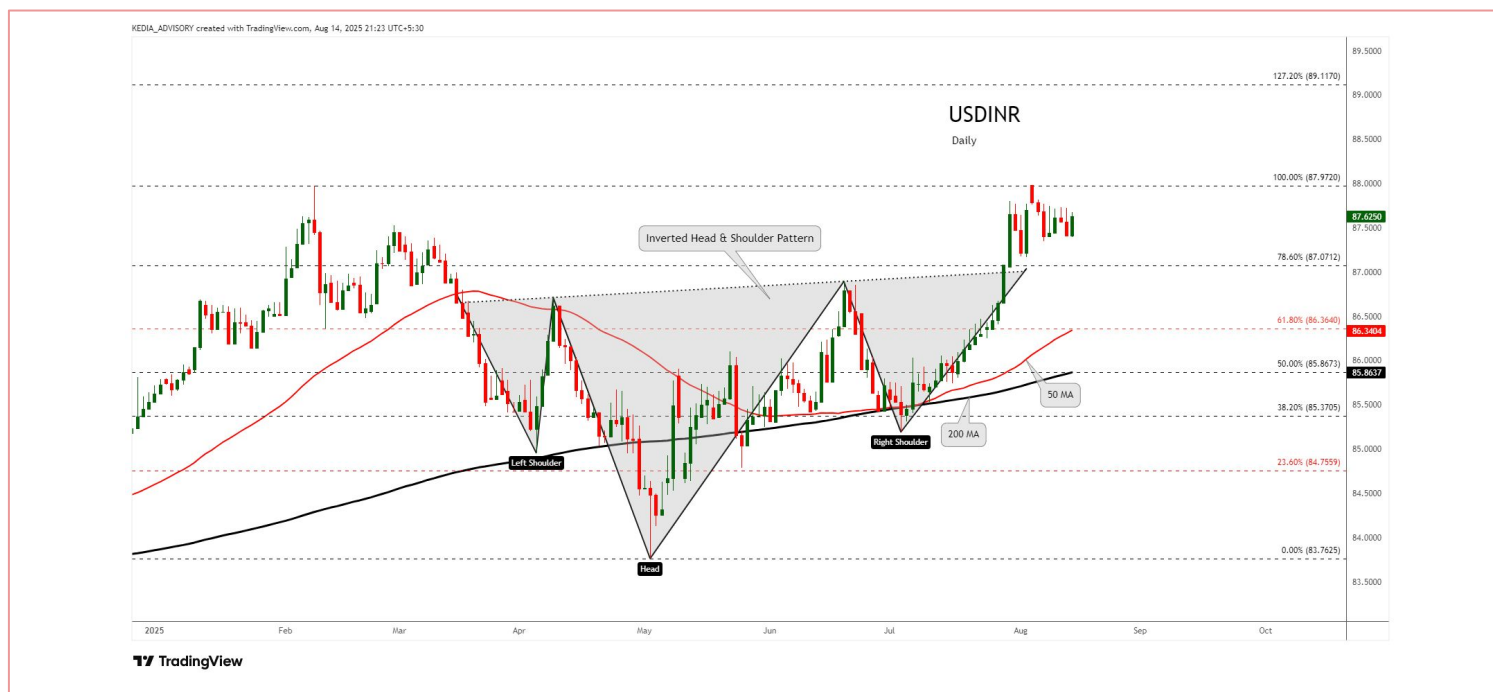 KEDIA_ADVISORY created with TradingView.com, Aug 14, 2025 21:23 UTC+5:30
89.5000
127.20% (89.1170)
89.0000
USDINR
88.5000
Daily
100.00% (87.9720)
88.0000
87.6250
87.5000
Inverted Head & Shoulder Pattern
78.60% (87.0712)
87.0000
86.5000
61.80% (86.3640)
86.3404
86.0000
50.00% (85.8673)
85.8637
50 MA
85.5000
38.20% (85.3705)
200 MA
Right Shoulder
85.0000
Left Shoulder
23.60% (84.7559)
84.5000
84.0000
0.00% (83.7625)
Head
83.5000
2025 Feb Mar Apr May Jun Jul Aug Sep Oct
TradingView